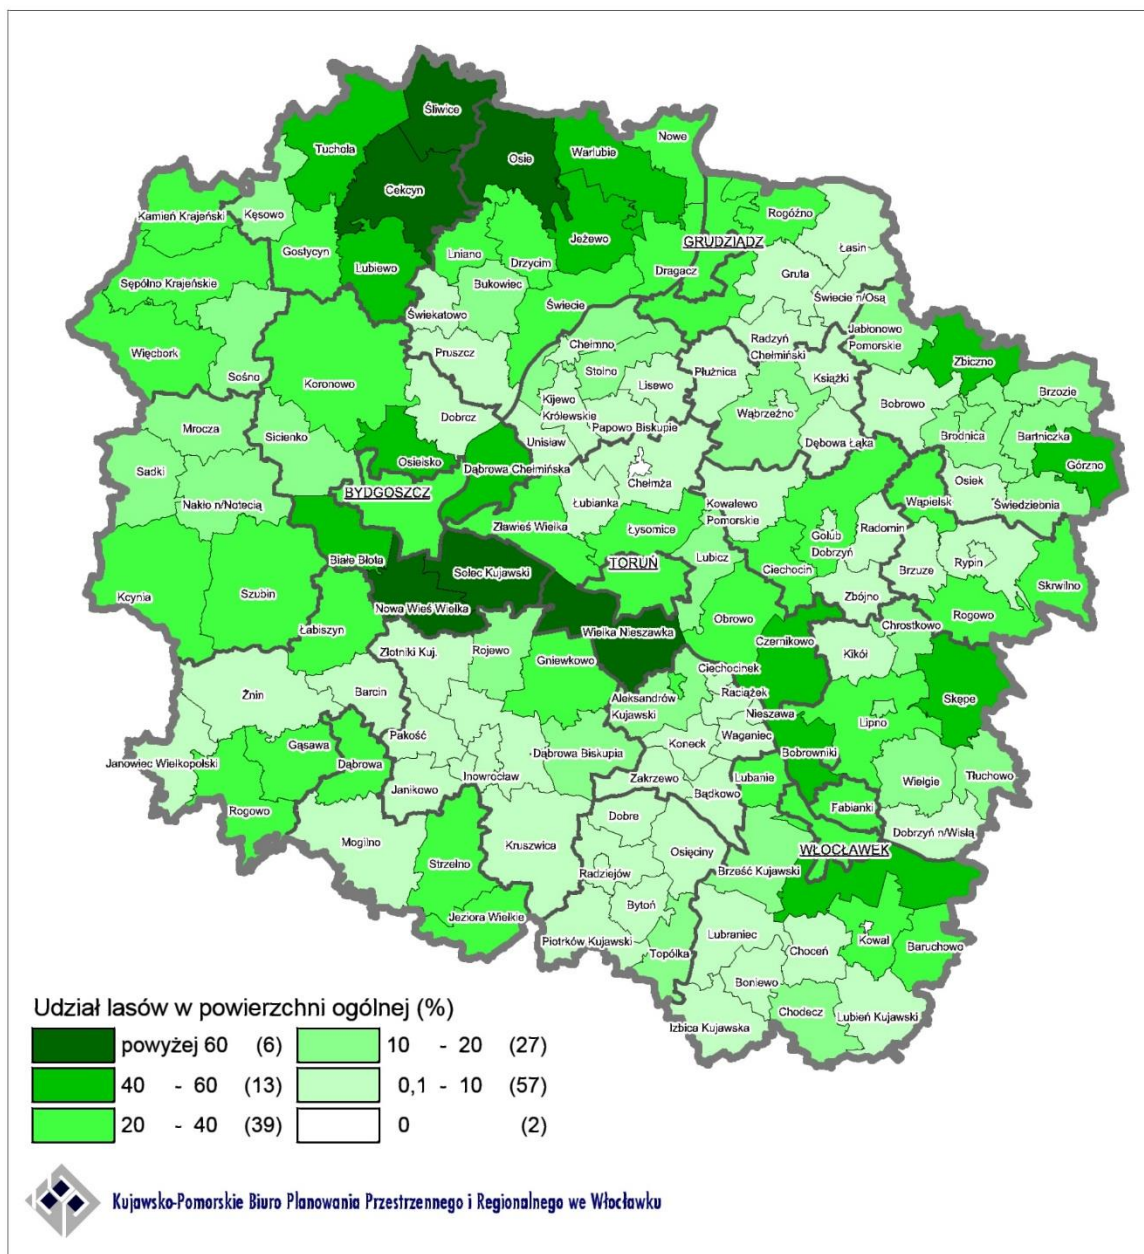 Śliwice
Tuchola
Osie
Warlubie
Nowe
Cekcyn
Kamień Krajeński
Kęsowo
Rogóźno
Jeżewo
GRUDZIĄDZ
Łasin
Gostycyn
Lubiewo
Lniano
Drzycim
Dragacz
Gruta
Sępólno Krajeńskie
Bukowiec
Świecie
Świecie n/Osą
Świekatowo
Jabłonowo
Pomorskie
Więcbork
Sośno
Koronowo
Pruszcz
Chełmno
Stolno
Radzyń
Chełmiński
Zbiczno
Płużnica
Książki
Lisewo
Brzozie
Kijewo
Królewskie
Wąbrzeźno
Bobrowo
Dobrcz
Mrocza
Sicienko
Unisław
Papowo Biskupie
Dębowa Łąka
Brodnica
Bartniczka
Osielsko
Dąbrowa Chełmińska
Górzno
Sadki
Chełmża
Osiek
Nakło n/Notecią
BYDGOSZCZ
Łubianka
Kowalewo
Pomorskie
Wąpielsk
Świedziebnia
Zławieś Wielka
Łysomice
Golub
Dobrzyń
Radomin
Białe Błota
Solec Kujawski
TORUŃ
Lubicz
Ciechocin
Brzuze
Rypin
Kcynia
Szubin
Zbójno
Skrwilno
Nowa Wieś Wielka
Łabiszyn
Obrowo
Rogowo
Wielka Nieszawka
Czernikowo
Chrostkowo
Złotniki Kuj.
Rojewo
Gniewkowo
Kikół
Ciechocinek
Żnin
Barcin
Aleksandrów
Kujawski
Raciążek
Skępe
Nieszawa
Lipno
Pakość
Waganiec
Koneck
Gąsawa
Dąbrowa Biskupia
Bobrowniki
Janowiec Wielkopolski
Dąbrowa
Inowrocław
Zakrzewo
Lubanie
Tłuchowo
Wielgie
Janikowo
Bądkowo
Rogowo
Fabianki
Dobre
Dobrzyń n/Wisłą
Mogilno
Kruszwica
Osięciny
WŁOCŁAWEK
Strzelno
Radziejów
Brześć Kujawski
Bytoń
Jeziora Wielkie
Lubraniec
Kowal
Piotrków Kujawski
Choceń
Baruchowo
Topólka
Boniewo
Chodecz
Lubień Kujawski
Izbica Kujawska
Udział lasów w powierzchni ogólnej (%)
powyżej 60 (6) 10 - 20 (27)
40 - 60 (13) 0,1 - 10 (57)
20 - 40 (39) 0 (2)
Kujawsko-Pomorskie Biuro Planowania Przestrzennego i Regionalnego we Włocławku